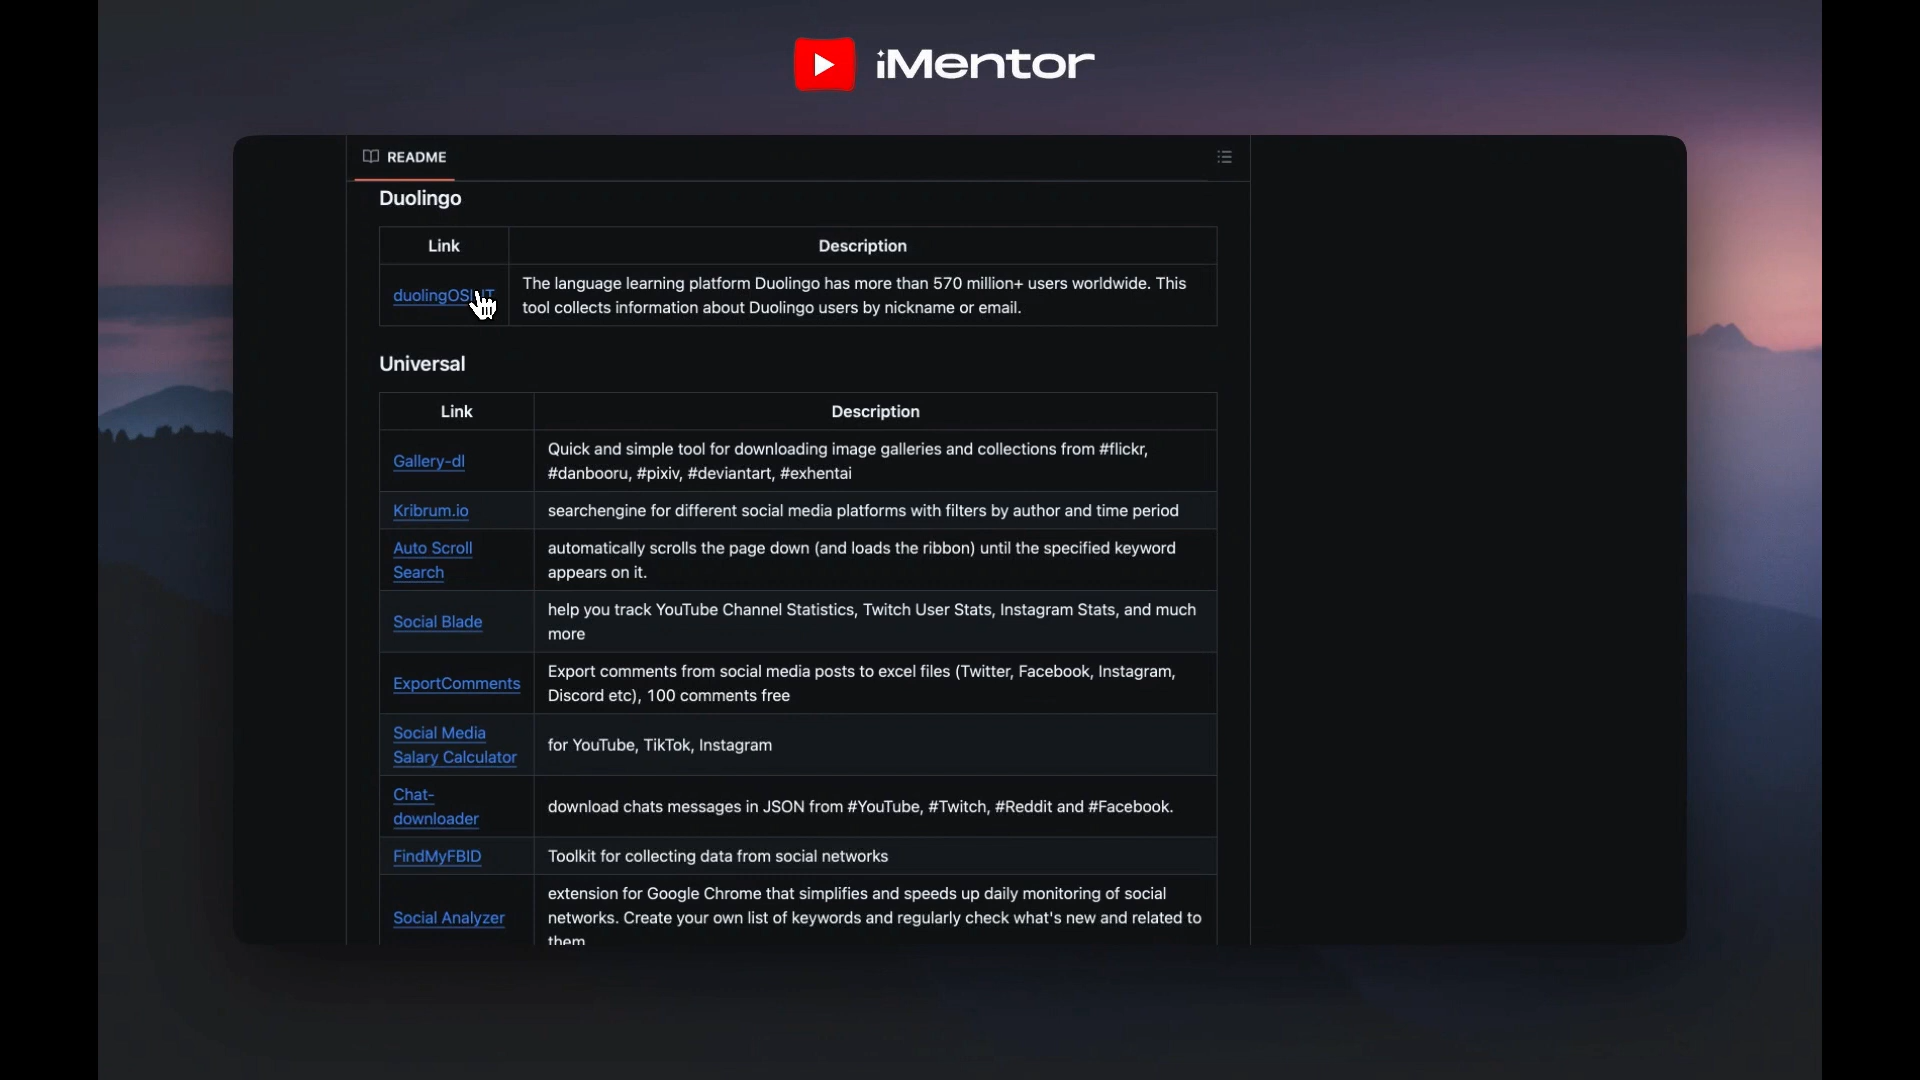 iMentor
README
Duolingo
Link
Description
duolingOSINT
The language learning platform Duolingo has more than 570 million+ users worldwide. This
tool collects information about Duolingo users by nickname or email.
Universal
Link
Description
Gallery-dl
Quick and simple tool for downloading image galleries and collections from #flickr,
#danbooru, #pixiv, #deviantart, #exhentai
Kribrum.io
searchengine for different social media platforms with filters by author and time period
Auto Scroll
Search
automatically scrolls the page down (and loads the ribbon) until the specified keyword
appears on it.
Social Blade
help you track YouTube Channel Statistics, Twitch User Stats, Instagram Stats, and much
more
ExportComments
Export comments from social media posts to excel files (Twitter, Facebook, Instagram,
Discord etc), 100 comments free
Social Media
Salary Calculator
for YouTube, TikTok, Instagram
Chat-
downloader
download chats messages in JSON from #YouTube, #Twitch, #Reddit and #Facebook.
FindMyFBID
Toolkit for collecting data from social networks
Social Analyzer
extension for Google Chrome that simplifies and speeds up daily monitoring of social
networks. Create your own list of keywords and regularly check what's new and related to
them